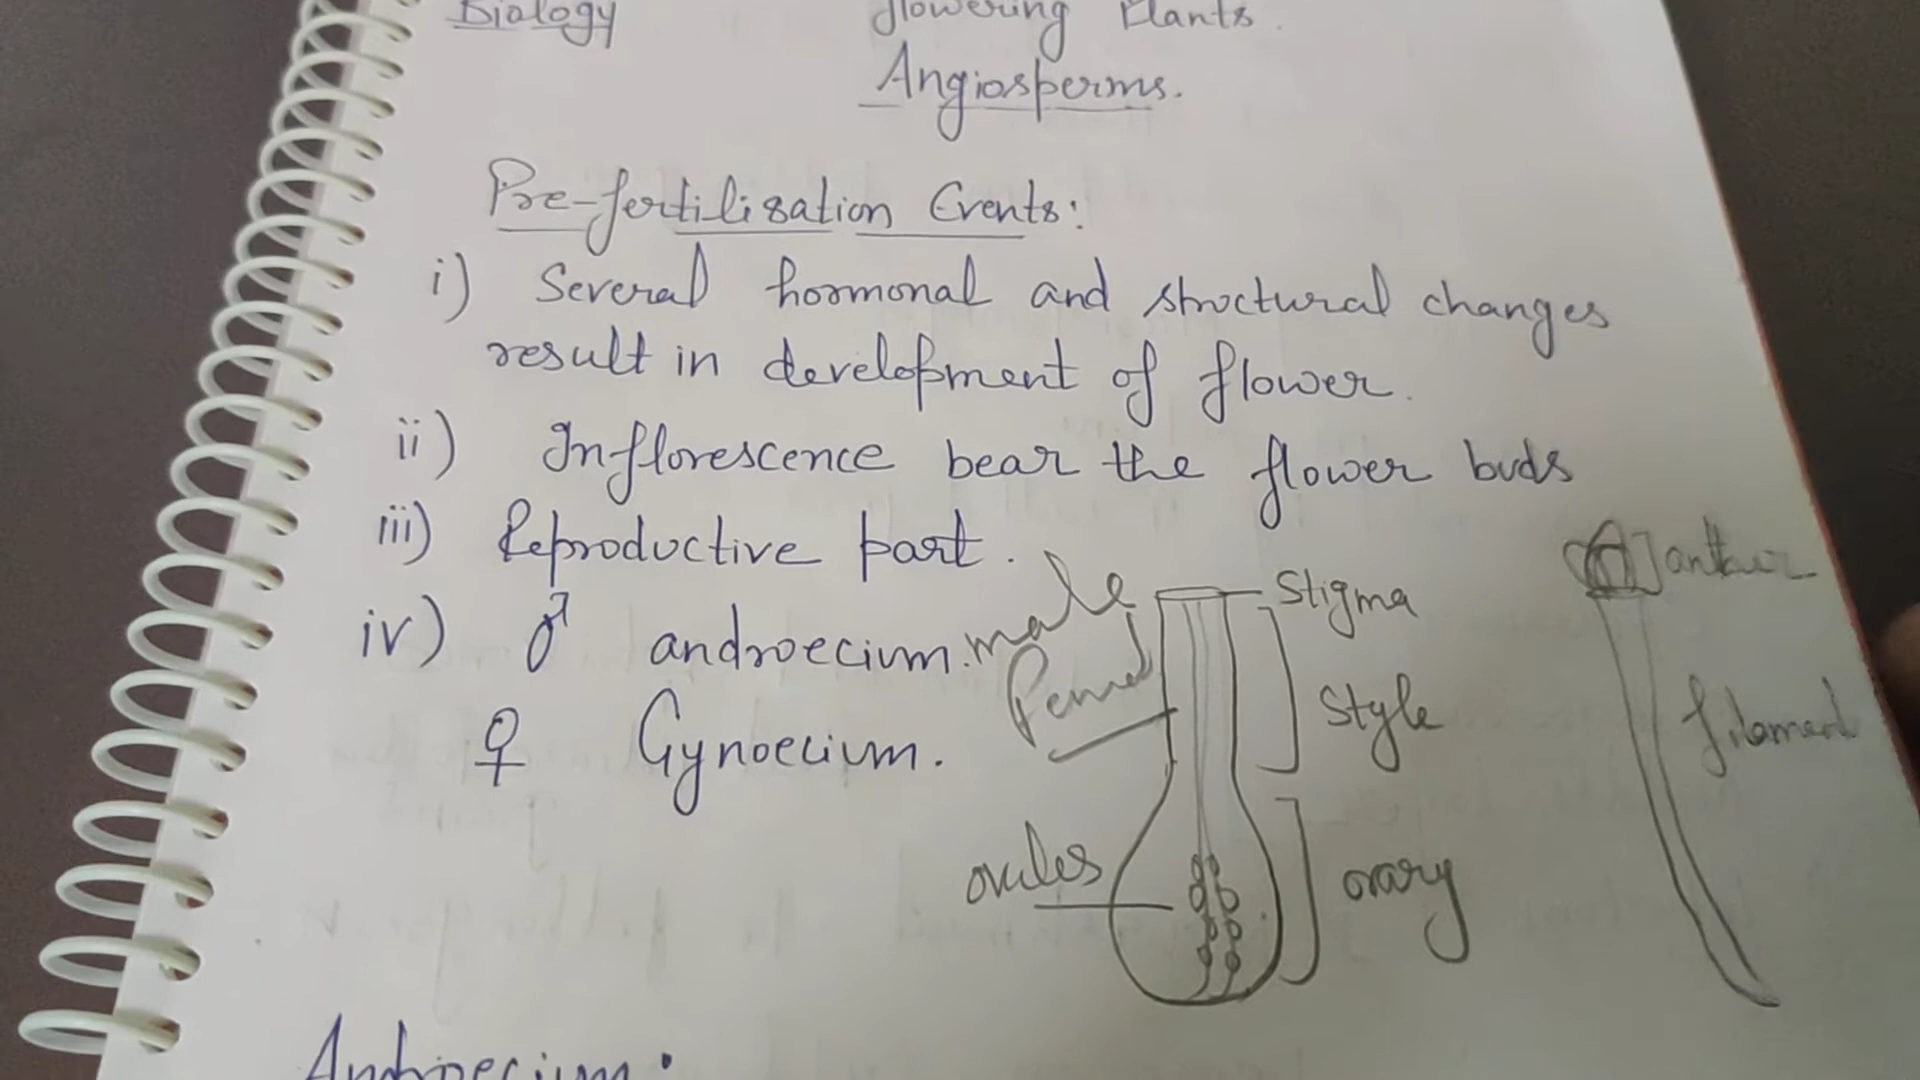 Biology
flowering Plants.
Angiosperms.
Pre-fertilisation Events:
i) Several hormonal and structural changes
result in development of flower.
ii) Inflorescence bear the flower buds
iii) Reproductive part.
iv) ♂ androecium. male
♀ Gynoecium.
Stigma
Style
ovules
ovary
anther
filament
Androecium: